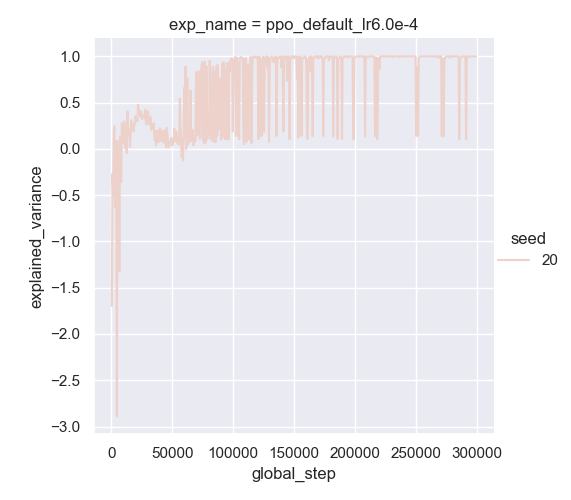 exp_name = ppo_default_lr6.0e-4
explained_variance
1.0
0.5
0.0
−0.5
−1.0
−1.5
−2.0
−2.5
−3.0
0 50000 100000 150000 200000 250000 300000
global_step
seed
20